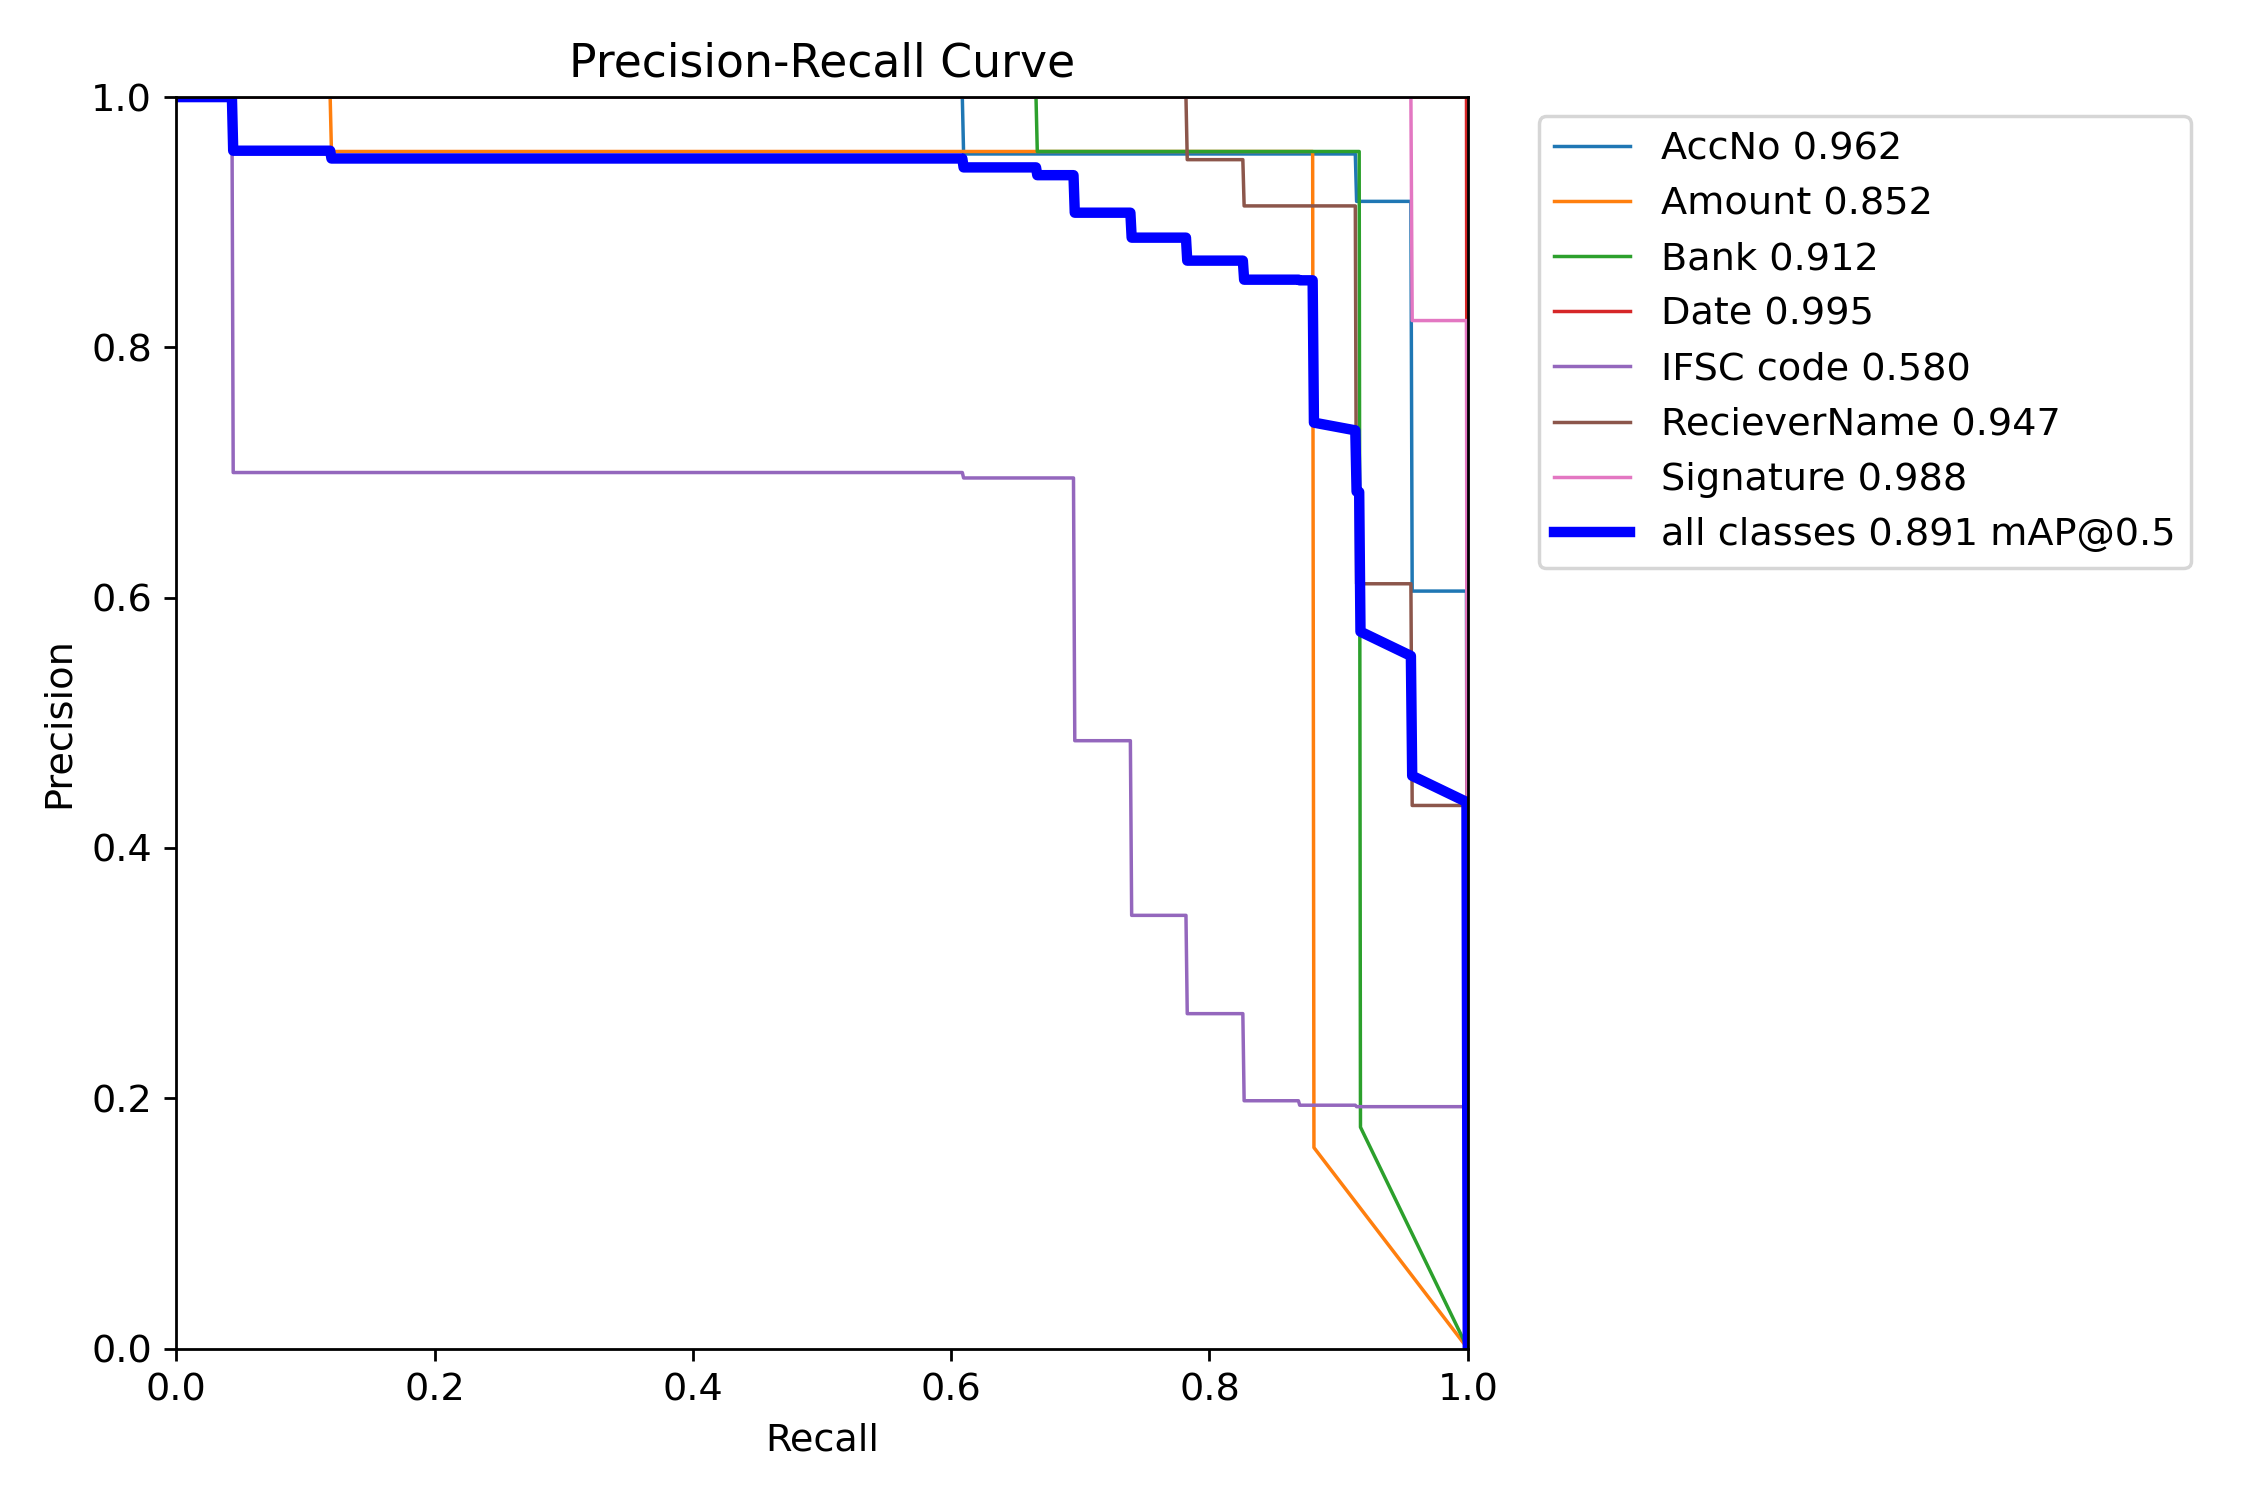 Precision-Recall Curve
1.0
0.8
0.6
0.4
0.2
0.0
Precision
0.0 0.2 0.4 0.6 0.8 1.0
Recall
AccNo 0.962
Amount 0.852
Bank 0.912
Date 0.995
IFSC code 0.580
RecieverName 0.947
Signature 0.988
all classes 0.891 mAP@0.5